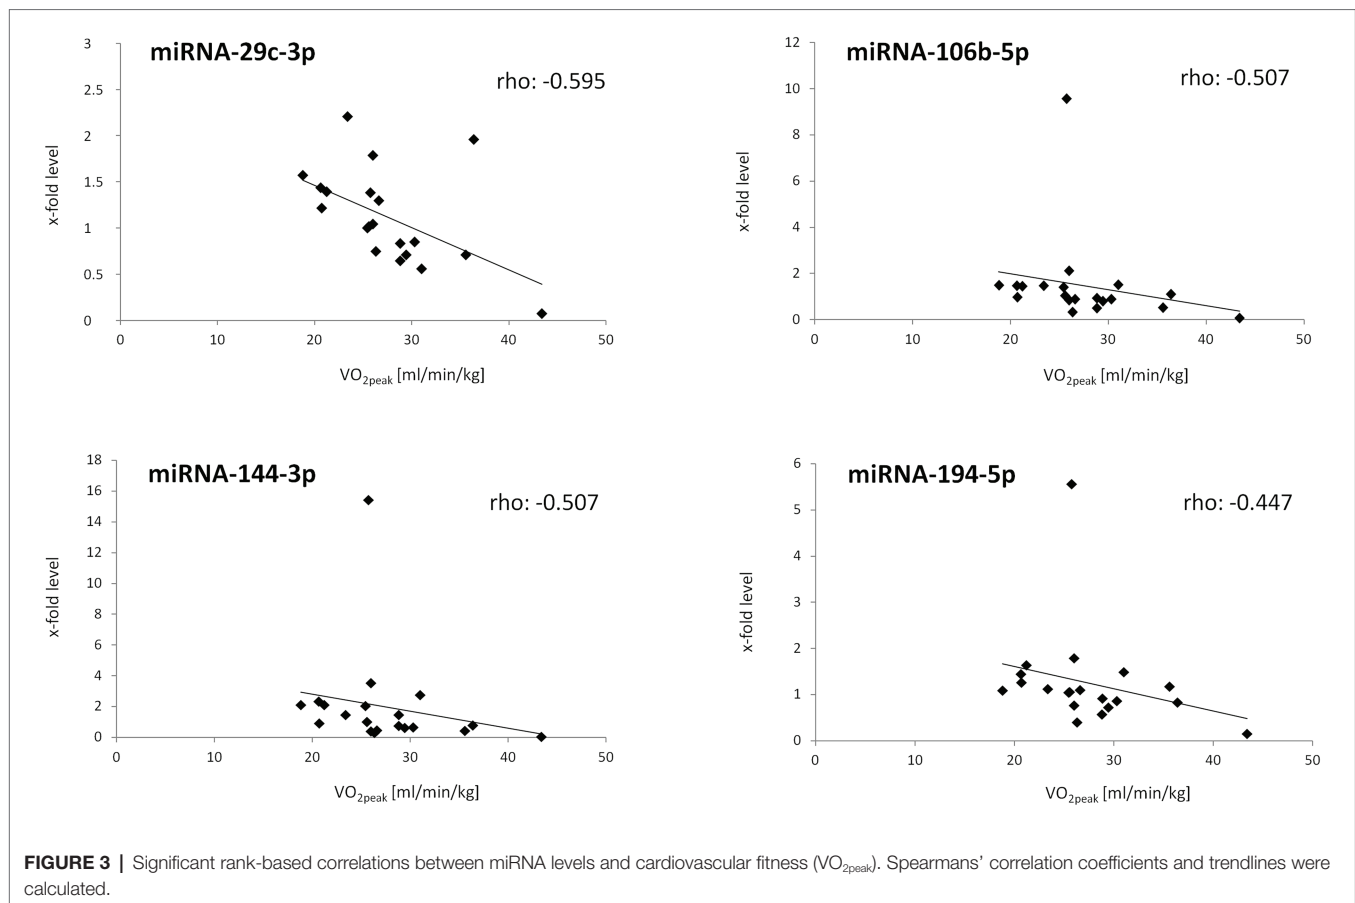 miRNA-29c-3p
rho: -0.595
3
2.5
2
1.5
1
0.5
0
x-fold level
0 10 20 30 40 50
VO2peak [ml/min/kg]
miRNA-106b-5p
rho: -0.507
12
10
8
6
4
2
0
x-fold level
0 10 20 30 40 50
VO2peak [ml/min/kg]
miRNA-144-3p
rho: -0.507
18
16
14
12
10
8
6
4
2
0
x-fold level
0 10 20 30 40 50
VO2peak [ml/min/kg]
miRNA-194-5p
rho: -0.447
6
5
4
3
2
1
0
x-fold level
0 10 20 30 40 50
VO2peak [ml/min/kg]
FIGURE 3 | Significant rank-based correlations between miRNA levels and cardiovascular fitness (VO2peak). Spearmans’ correlation coefficients and trendlines were
calculated.